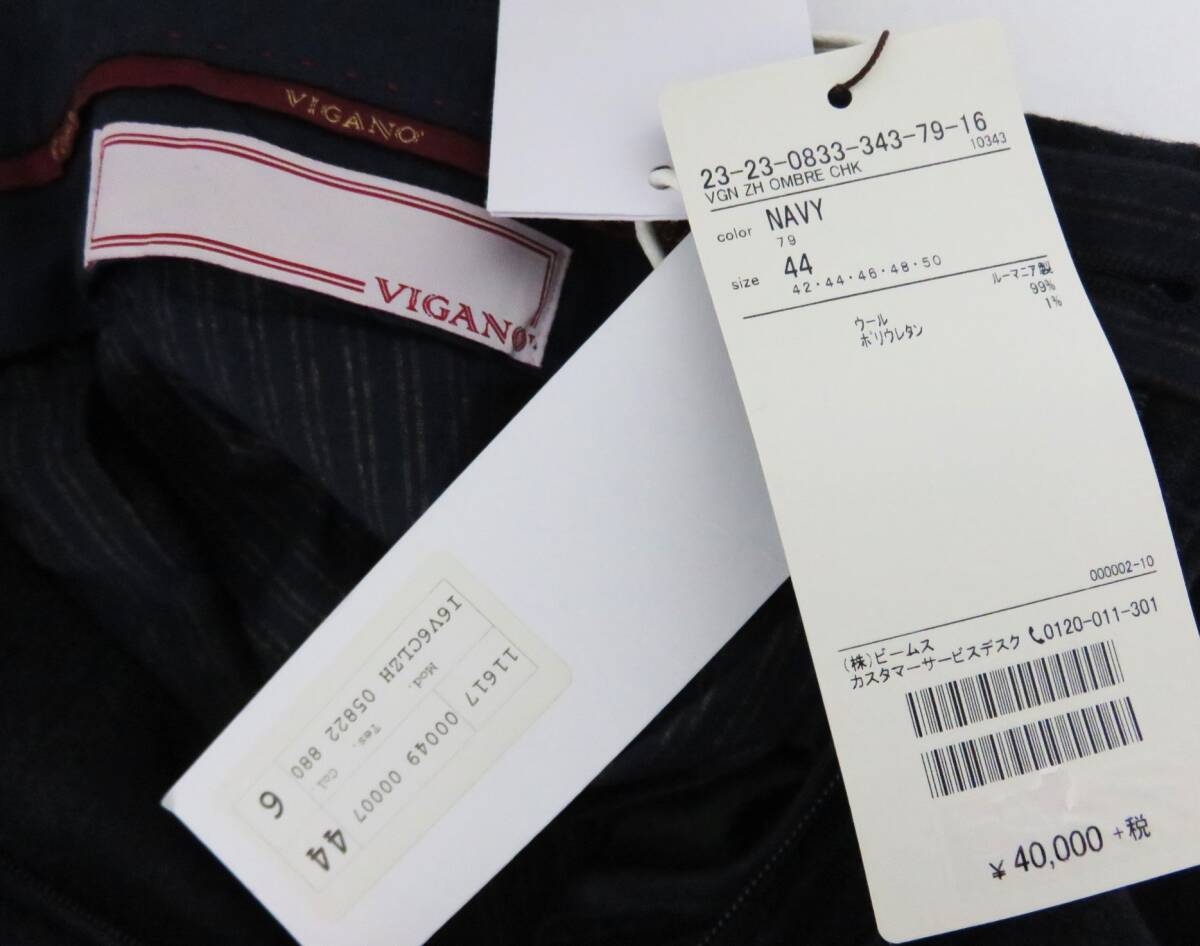 VIGANO'
VIGANO'
23-23-0833-343-79-16
VGN ZH OMBRE CHK
10343
color NAVY
79
size 44
42・44・46・48・50
ルーマニア製
ウール 99%
ポリウレタン 1%
000002-10
(株)ビームス
カスタマーサービスデスク 0120-011-301
¥ 40,000 +税
I6V6CLZH 05822 880 6
Mod. Tes. Col.
11617 00049 00007 44